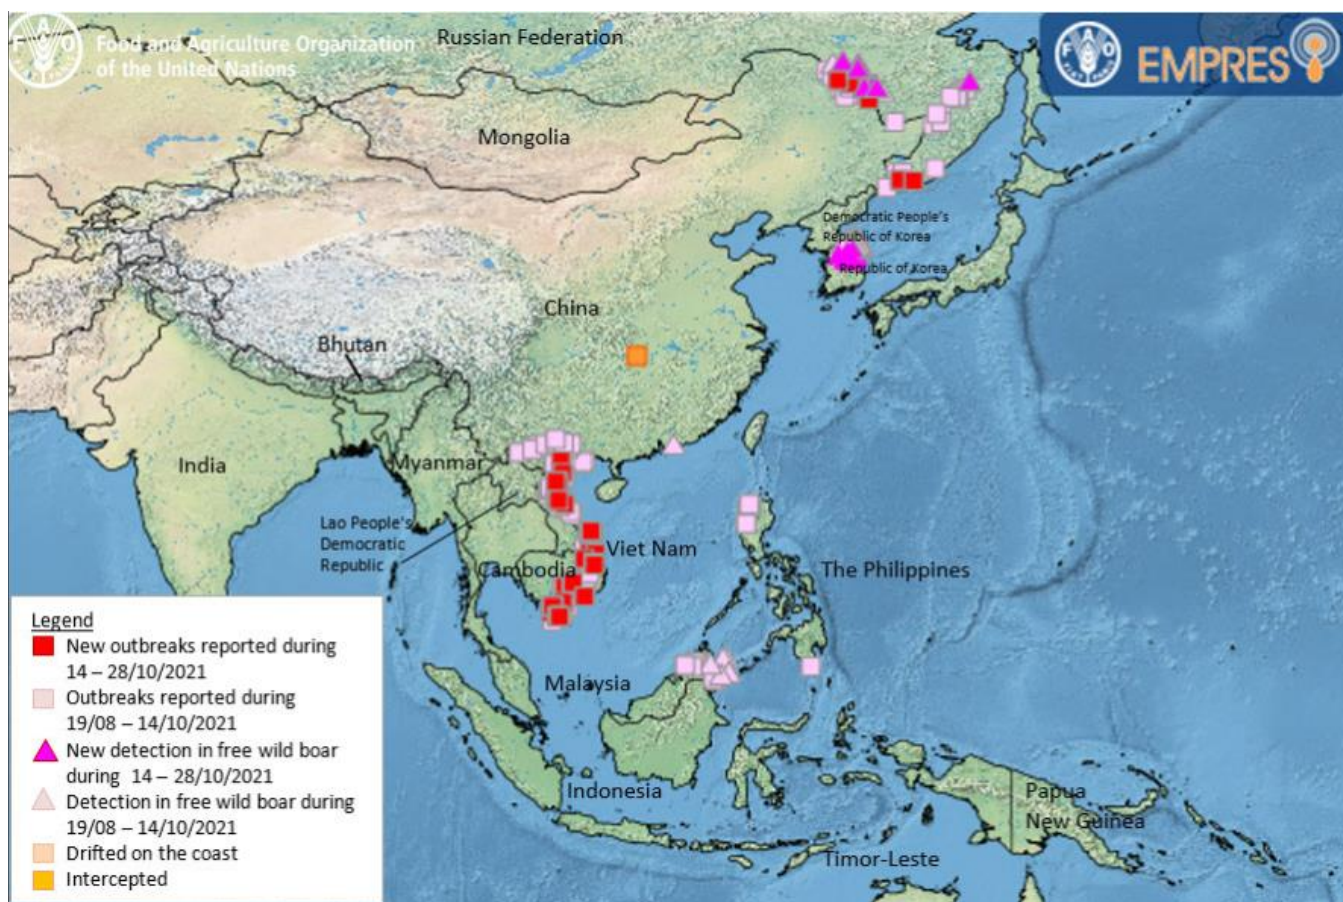 Food and Agriculture Organization
of the United Nations
Russian Federation
FAO
EMPRES
FAO
FIAT PANIS
Mongolia
Democratic People's
Republic of Korea
Republic of Korea
China
Bhutan
India
Myanmar
Lao People's
Democratic
Republic
Viet Nam
Cambodia
The Philippines
Malaysia
Indonesia
Papua
New Guinea
Timor-Leste
Legend
New outbreaks reported during
14 – 28/10/2021
Outbreaks reported during
19/08 – 14/10/2021
New detection in free wild boar
during 14 – 28/10/2021
Detection in free wild boar during
19/08 – 14/10/2021
Drifted on the coast
Intercepted